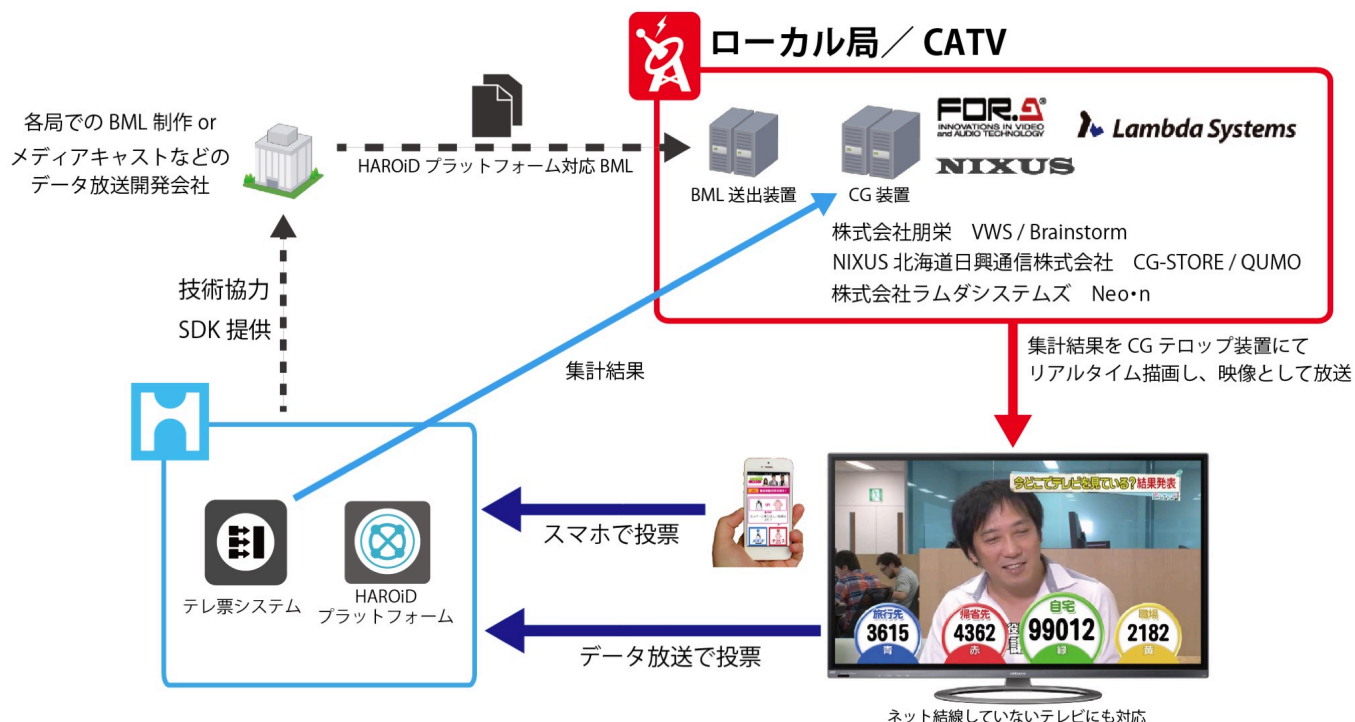 ローカル局／ CATV
各局での BML 制作 or
メディアキャストなどの
データ放送開発会社
HAROiD プラットフォーム対応 BML
BML 送出装置
CG 装置
FOR.A®
INNOVATIONS IN VIDEO
and AUDIO TECHNOLOGY
Lambda Systems
NIXUS
株式会社朋栄　VWS / Brainstorm
NIXUS 北海道日興通信株式会社　CG-STORE / QUMO
株式会社ラムダシステムズ　Neo•n
技術協力
SDK 提供
集計結果
集計結果を CG テロップ装置にて
リアルタイム描画し、映像として放送
テレ票システム
HAROiD
プラットフォーム
スマホで投票
データ放送で投票
今どこでテレビを見ている?結果発表
旅行先
3615
青
帰省先
4362
赤
自宅
99012
緑
職場
2182
黄
ネット結線していないテレビにも対応